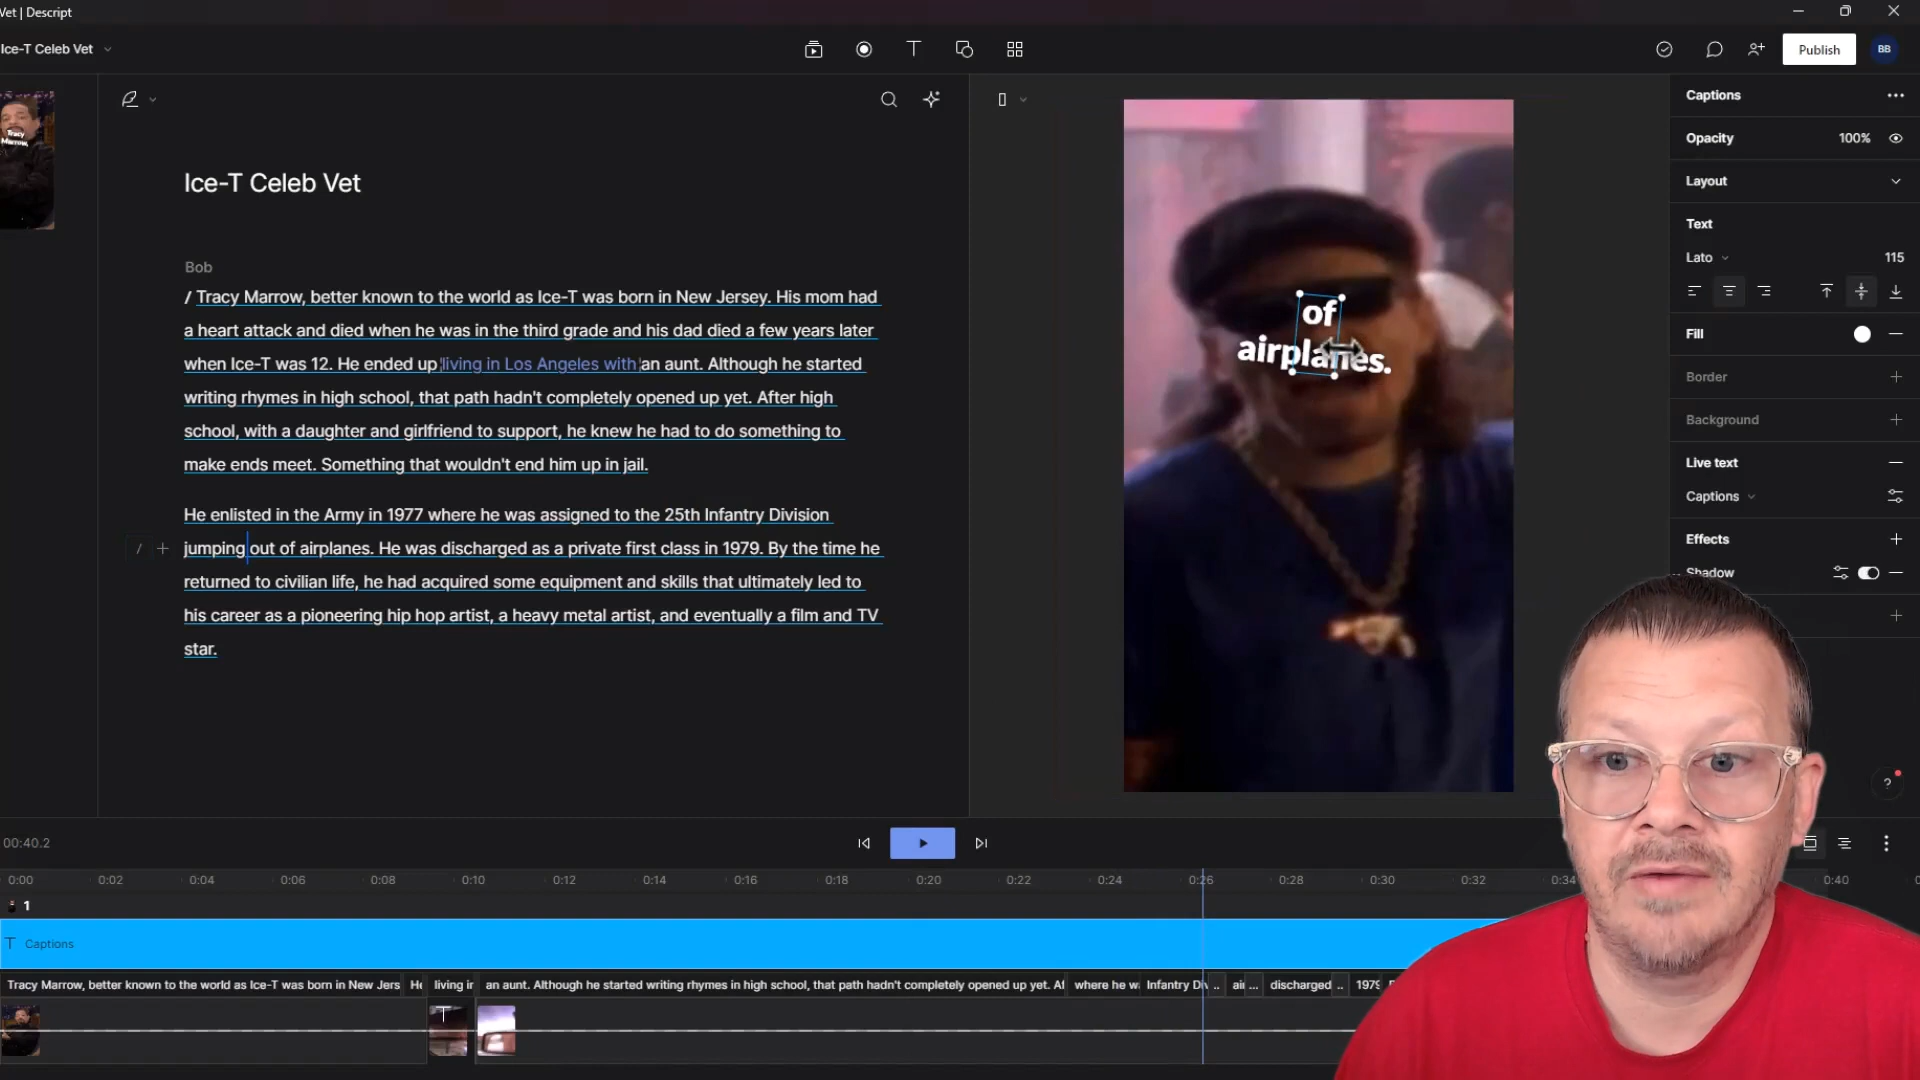 Vet | Descript
Ice-T Celeb Vet
Publish
BB
Tracy
Marrow,
Ice-T Celeb Vet
Bob
/ Tracy Marrow, better known to the world as Ice-T was born in New Jersey. His mom had
a heart attack and died when he was in the third grade and his dad died a few years later
when Ice-T was 12. He ended up living in Los Angeles with an aunt. Although he started
writing rhymes in high school, that path hadn't completely opened up yet. After high
school, with a daughter and girlfriend to support, he knew he had to do something to
make ends meet. Something that wouldn't end him up in jail.
He enlisted in the Army in 1977 where he was assigned to the 25th Infantry Division
/ + jumping out of airplanes. He was discharged as a private first class in 1979. By the time he
returned to civilian life, he had acquired some equipment and skills that ultimately led to
his career as a pioneering hip hop artist, a heavy metal artist, and eventually a film and TV
star.
of
airplanes.
Captions
Opacity 100%
Layout
Text
Lato 115
Fill
Border
Background
Live text
Captions
Effects
Shadow
?
00:40.2
0:00 0:02 0:04 0:06 0:08 0:10 0:12 0:14 0:16 0:18 0:20 0:22 0:24 0:26 0:28 0:30 0:32 0:34 0:40
1
T Captions
Tracy Marrow, better known to the world as Ice-T was born in New Jers He living in an aunt. Although he started writing rhymes in high school, that path hadn't completely opened up yet. Af where he wa Infantry Div .. air ... discharged .. 1979
T